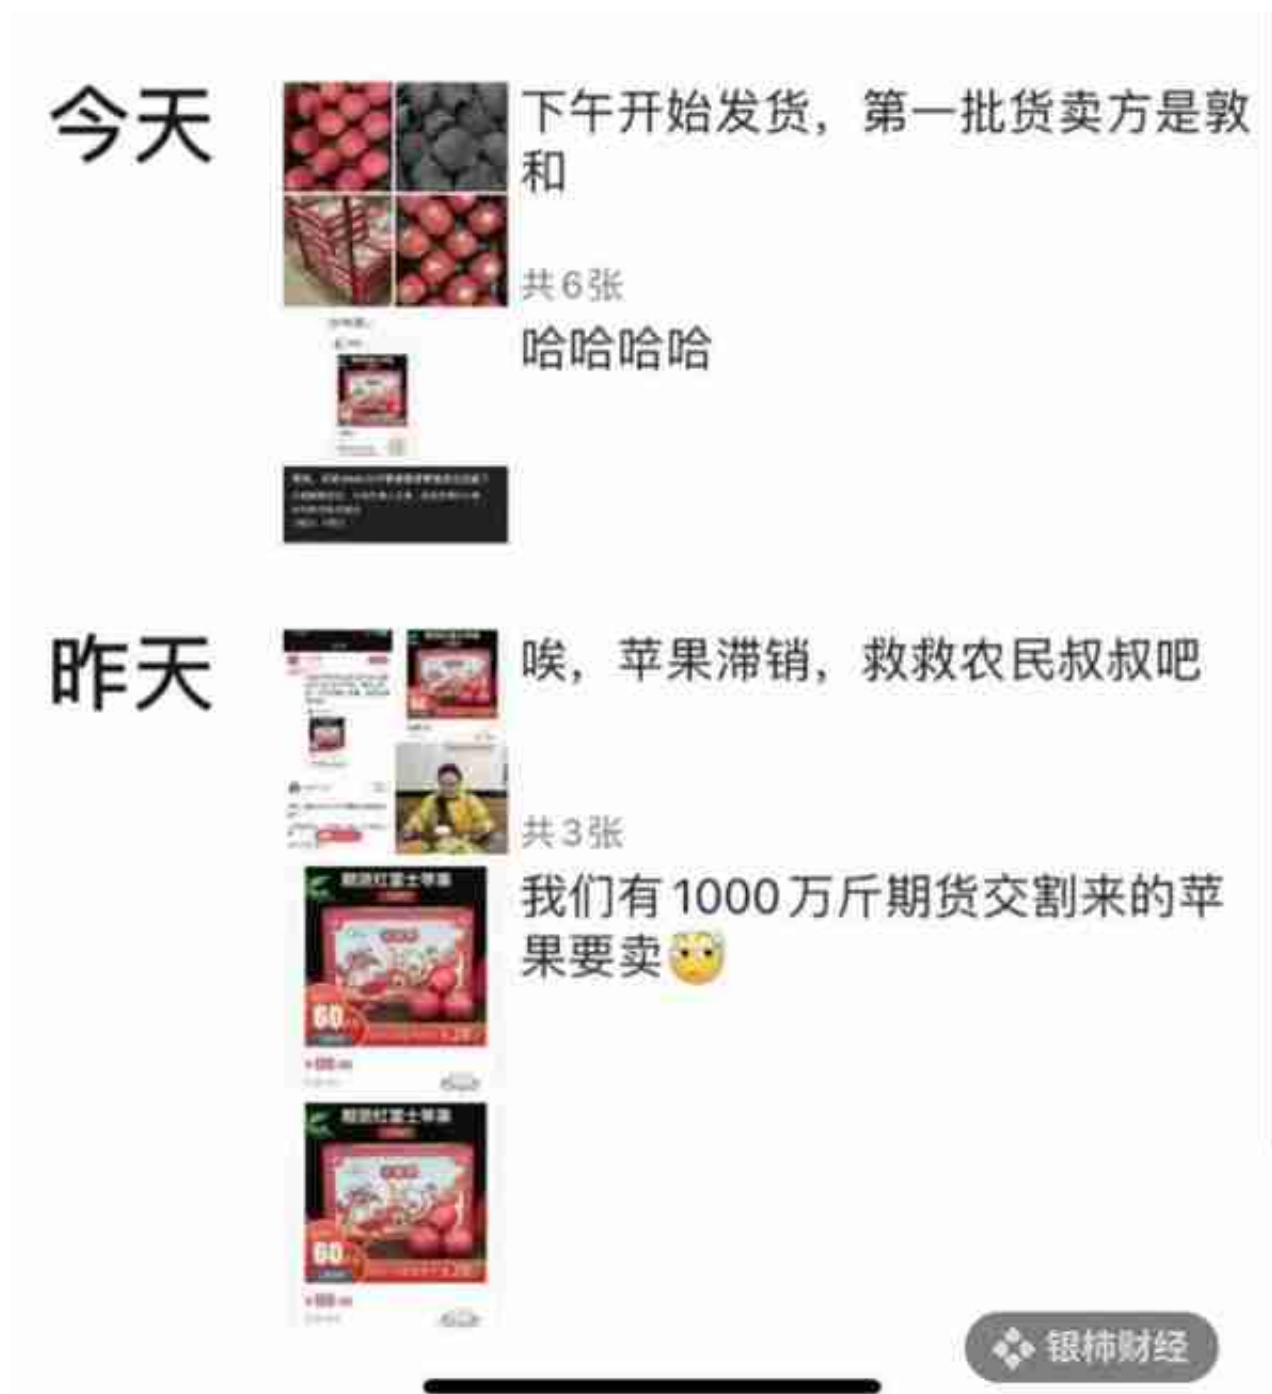 今天
下午开始发货，第一批货卖方是敦
和
共6张
哈哈哈哈
昨天
唉，苹果滞销，救救农民叔叔吧
共3张
我们有1000万斤期货交割来的苹
果要卖
60
60
银柿财经